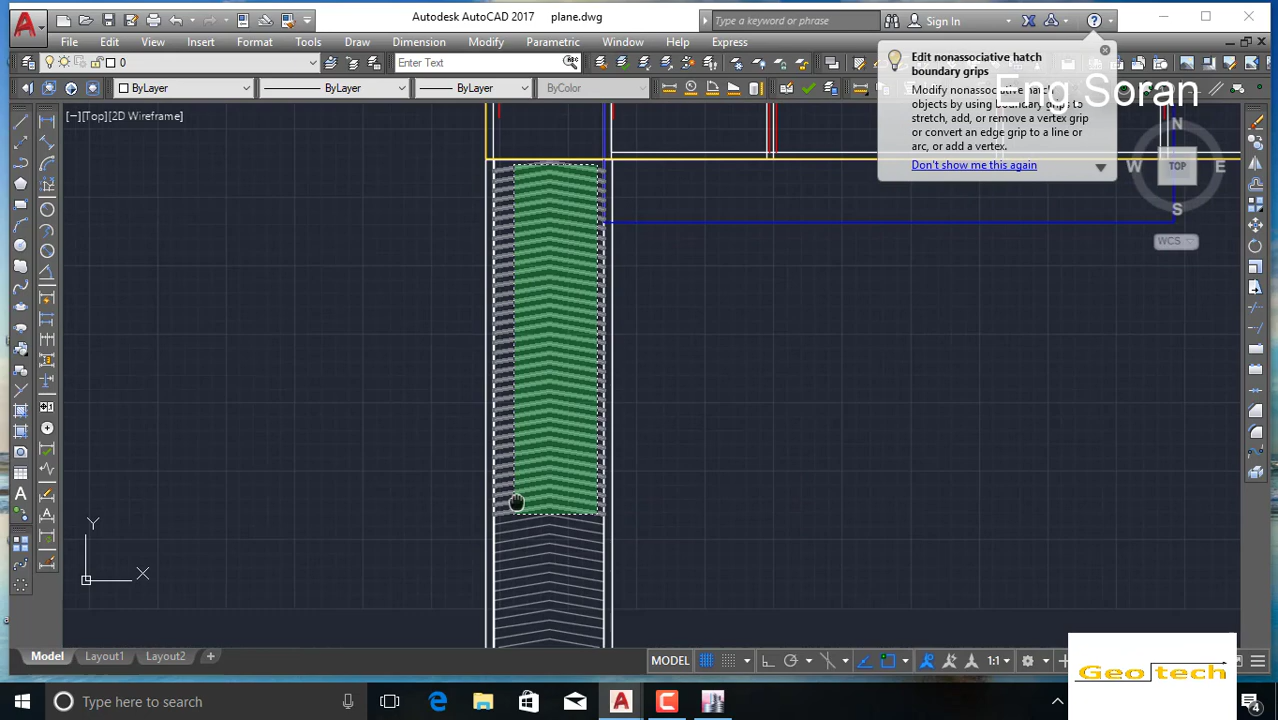 Autodesk AutoCAD 2017 plane.dwg
Type a keyword or phrase
Sign In
File Edit View Insert Format Tools Draw Dimension Modify Parametric Window Help Express
0
Enter Text
ByLayer
ByLayer
ByLayer
ByColor
Edit nonassociative hatch
boundary grips
Modify nonassociative hatch
objects by using boundary grips to
stretch, add, or remove a vertex grip
or convert an edge grip to a line or
arc, or add a vertex.
Don't show me this again
Eng Soran
[−][Top][2D Wireframe]
N
W TOP E
S
WCS
Y
X
Model Layout1 Layout2 +
MODEL
1:1
Geotech
Type here to search
4